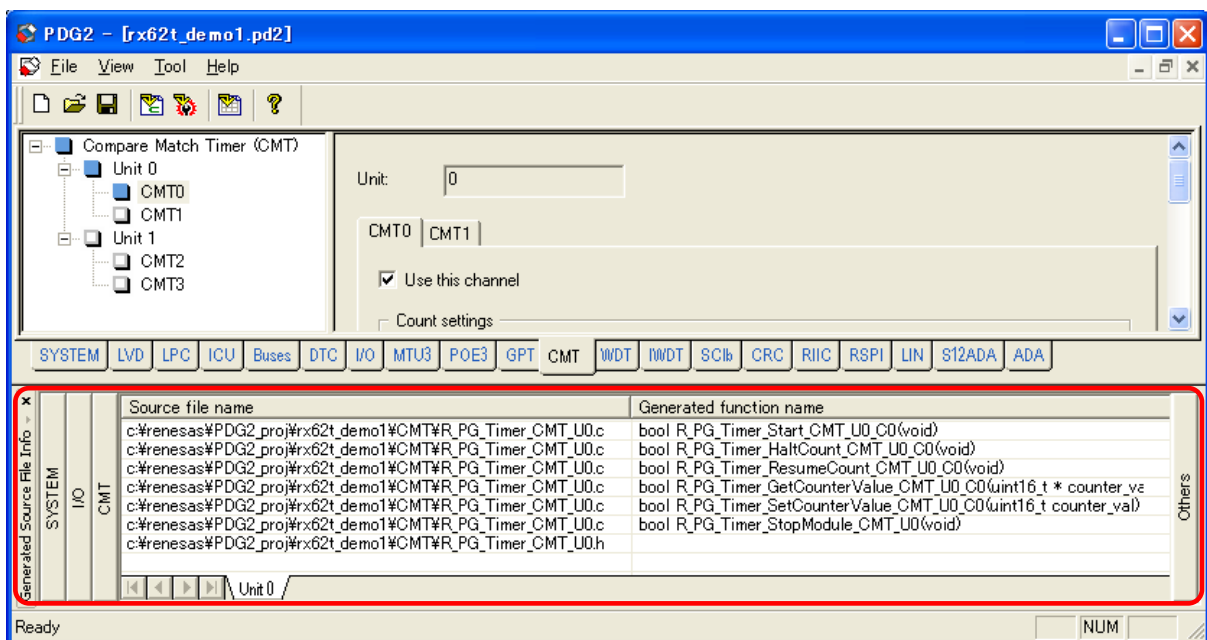 PDG2 - [rx62t_demo1.pd2]
File View Tool Help
Compare Match Timer (CMT)
Unit 0
CMT0
CMT1
Unit 1
CMT2
CMT3
Unit: 0
CMT0 CMT1
Use this channel
Count settings
SYSTEM LVD LPC ICU Buses DTC I/O MTU3 POE3 GPT CMT WDT IWDT SCIb CRC RIIC RSPI LIN S12ADA ADA
Generated Source File Info
SYSTEM
I/O
CMT
Source file name Generated function name
c:¥renesas¥PDG2_proj¥rx62t_demo1¥CMT¥R_PG_Timer_CMT_U0.c bool R_PG_Timer_Start_CMT_U0_C0(void)
c:¥renesas¥PDG2_proj¥rx62t_demo1¥CMT¥R_PG_Timer_CMT_U0.c bool R_PG_Timer_HaltCount_CMT_U0_C0(void)
c:¥renesas¥PDG2_proj¥rx62t_demo1¥CMT¥R_PG_Timer_CMT_U0.c bool R_PG_Timer_ResumeCount_CMT_U0_C0(void)
c:¥renesas¥PDG2_proj¥rx62t_demo1¥CMT¥R_PG_Timer_CMT_U0.c bool R_PG_Timer_GetCounterValue_CMT_U0_C0(uint16_t * counter_va
c:¥renesas¥PDG2_proj¥rx62t_demo1¥CMT¥R_PG_Timer_CMT_U0.c bool R_PG_Timer_SetCounterValue_CMT_U0_C0(uint16_t counter_val)
c:¥renesas¥PDG2_proj¥rx62t_demo1¥CMT¥R_PG_Timer_CMT_U0.c bool R_PG_Timer_StopModule_CMT_U0(void)
c:¥renesas¥PDG2_proj¥rx62t_demo1¥CMT¥R_PG_Timer_CMT_U0.h
Others
Unit 0
Ready NUM